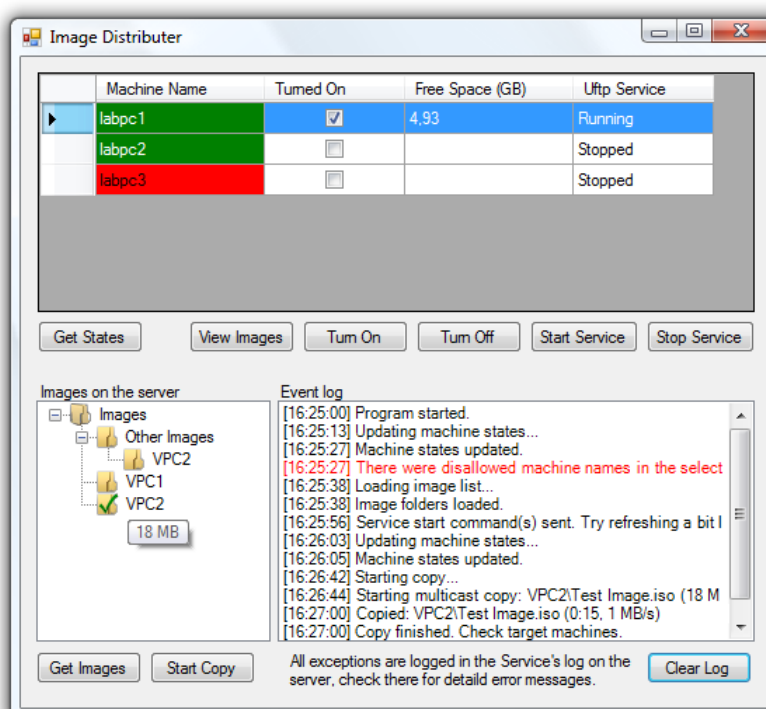 Image Distributer
Machine Name Turned On Free Space (GB) Uftp Service
labpc1 4,93 Running
labpc2 Stopped
labpc3 Stopped
Get States View Images Turn On Turn Off Start Service Stop Service
Images on the server
Images
Other Images
VPC2
VPC1
VPC2
18 MB
Event log
[16:25:00] Program started.
[16:25:13] Updating machine states...
[16:25:27] Machine states updated.
[16:25:27] There were disallowed machine names in the select
[16:25:38] Loading image list...
[16:25:38] Image folders loaded.
[16:25:56] Service start command(s) sent. Try refreshing a bit l
[16:26:03] Updating machine states...
[16:26:05] Machine states updated.
[16:26:42] Starting copy...
[16:26:44] Starting multicast copy: VPC2\Test Image.iso (18 M
[16:27:00] Copied: VPC2\Test Image.iso (0:15, 1 MB/s)
[16:27:00] Copy finished. Check target machines.
Get Images Start Copy
All exceptions are logged in the Service's log on the
server, check there for detaild error messages.
Clear Log